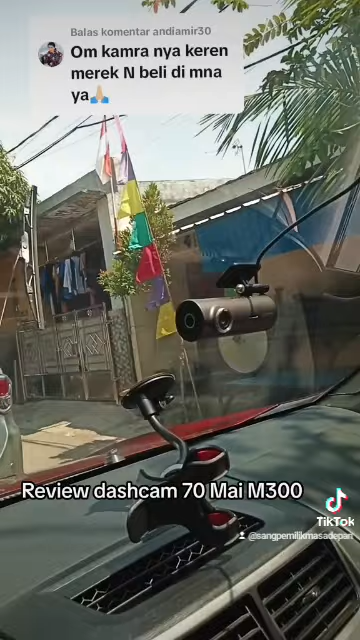 Balas komentar andiamir30
Om kamra nya keren
merek N beli di mna
ya🙏🏼
Review dashcam 70 Mai M300
TikTok
@sangpemilikmasadepan